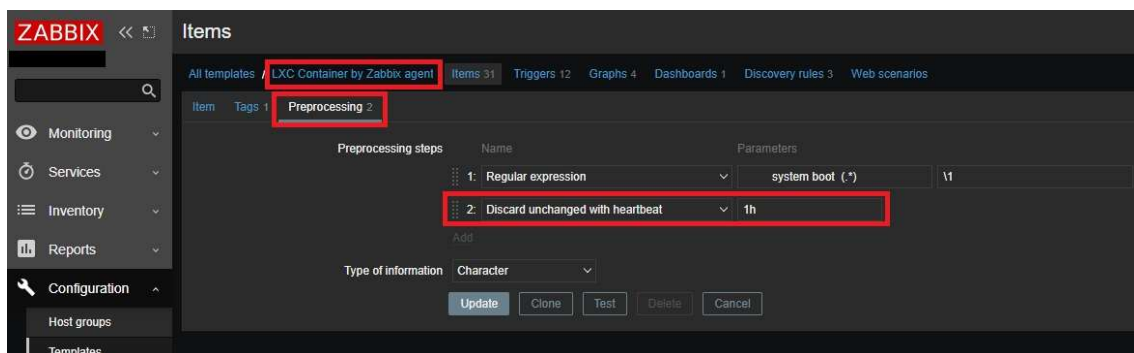 ZABBIX
Items
All templates / LXC Container by Zabbix agent Items 31 Triggers 12 Graphs 4 Dashboards 1 Discovery rules 3 Web scenarios
Item Tags 1 Preprocessing 2
Monitoring
Services
Inventory
Reports
Configuration
Host groups
Templates
Preprocessing steps Name Parameters
1: Regular expression system boot (.*) \1
2: Discard unchanged with heartbeat 1h
Add
Type of information Character
Update Clone Test Delete Cancel